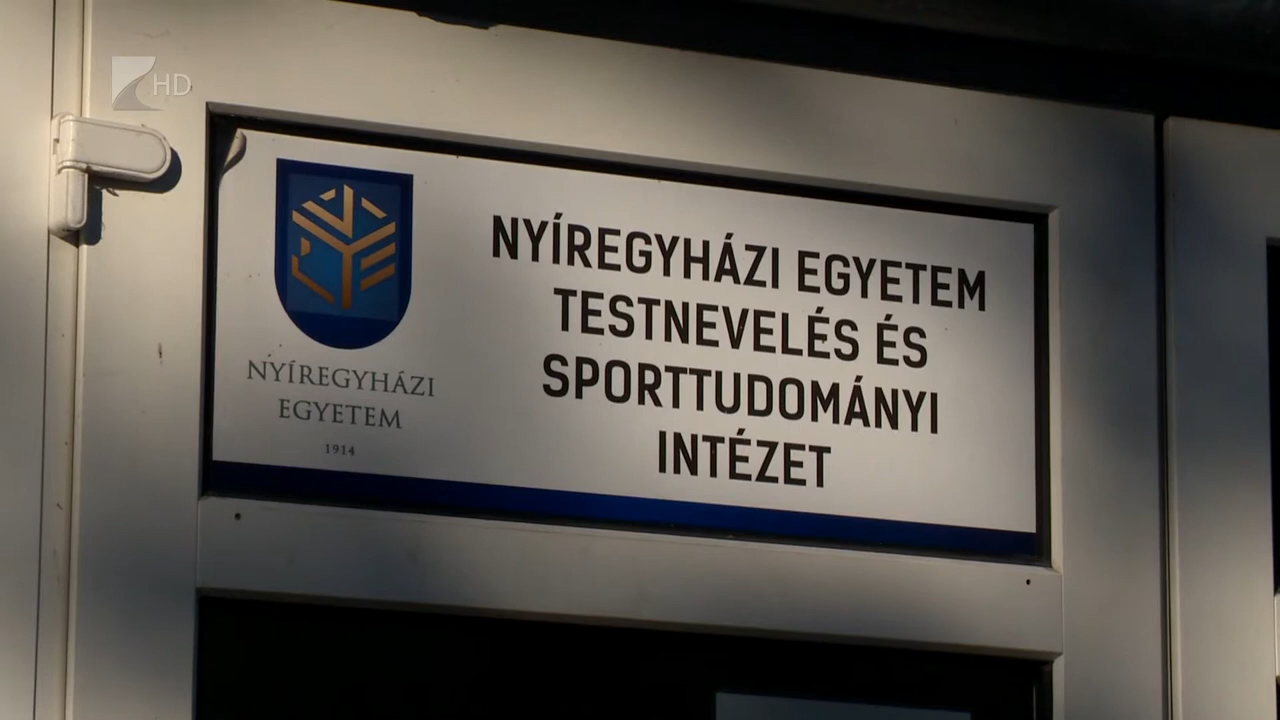 HD
NYÍREGYHÁZI EGYETEM
TESTNEVELÉS ÉS
SPORTTUDOMÁNYI
INTÉZET
NYÍREGYHÁZI
EGYETEM
1914